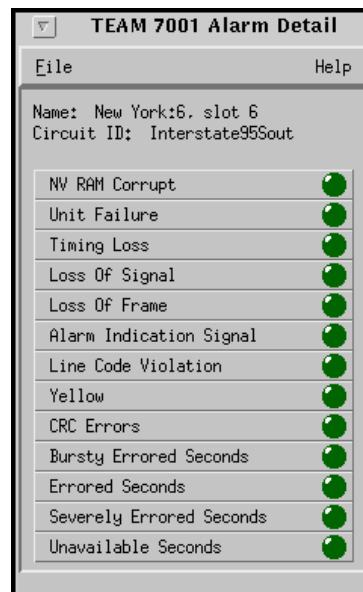 TEAM 7001 Alarm Detail
File Help
Name: New York:6, slot 6
Circuit ID: Interstate95Sout
NV RAM Corrupt
Unit Failure
Timing Loss
Loss Of Signal
Loss Of Frame
Alarm Indication Signal
Line Code Violation
Yellow
CRC Errors
Bursty Errored Seconds
Errored Seconds
Severely Errored Seconds
Unavailable Seconds